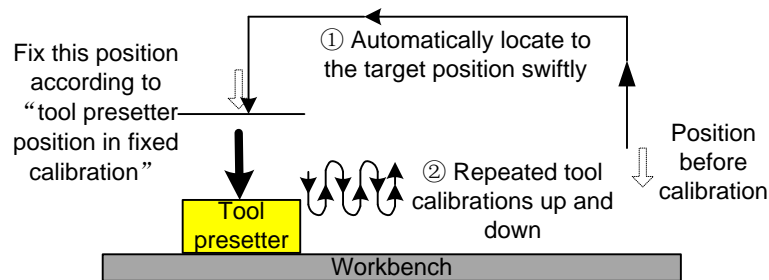 ① Automatically locate to
the target position swiftly
Fix this position
according to
“tool presetter
position in fixed
calibration”
Position
before
calibration
② Repeated tool
calibrations up and
down
Tool
presetter
Workbench